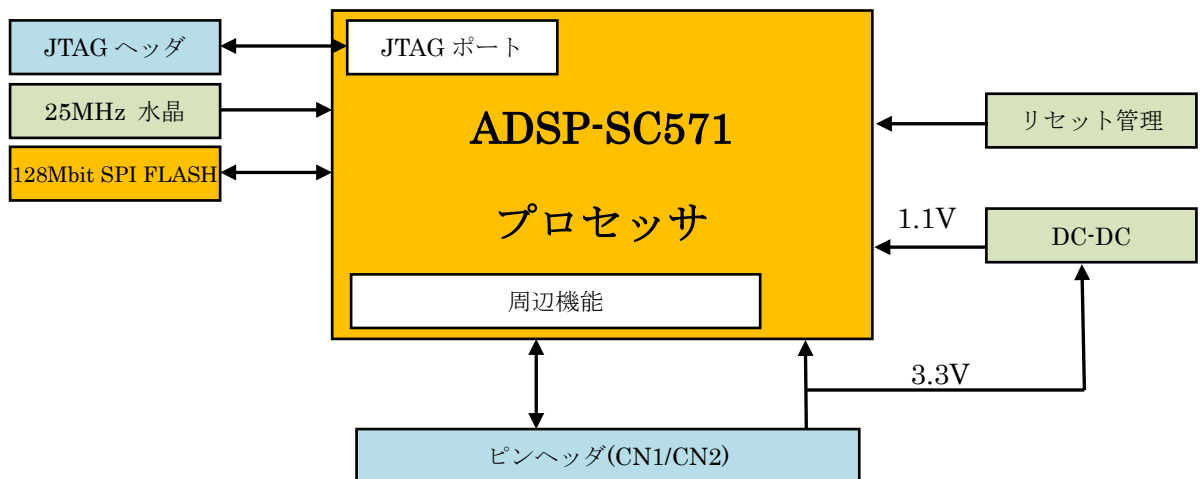 JTAG ヘッダ
JTAG ポート
25MHz 水晶
128Mbit SPI FLASH
ADSP-SC571
プロセッサ
リセット管理
1.1V
DC-DC
周辺機能
3.3V
ピンヘッダ(CN1/CN2)